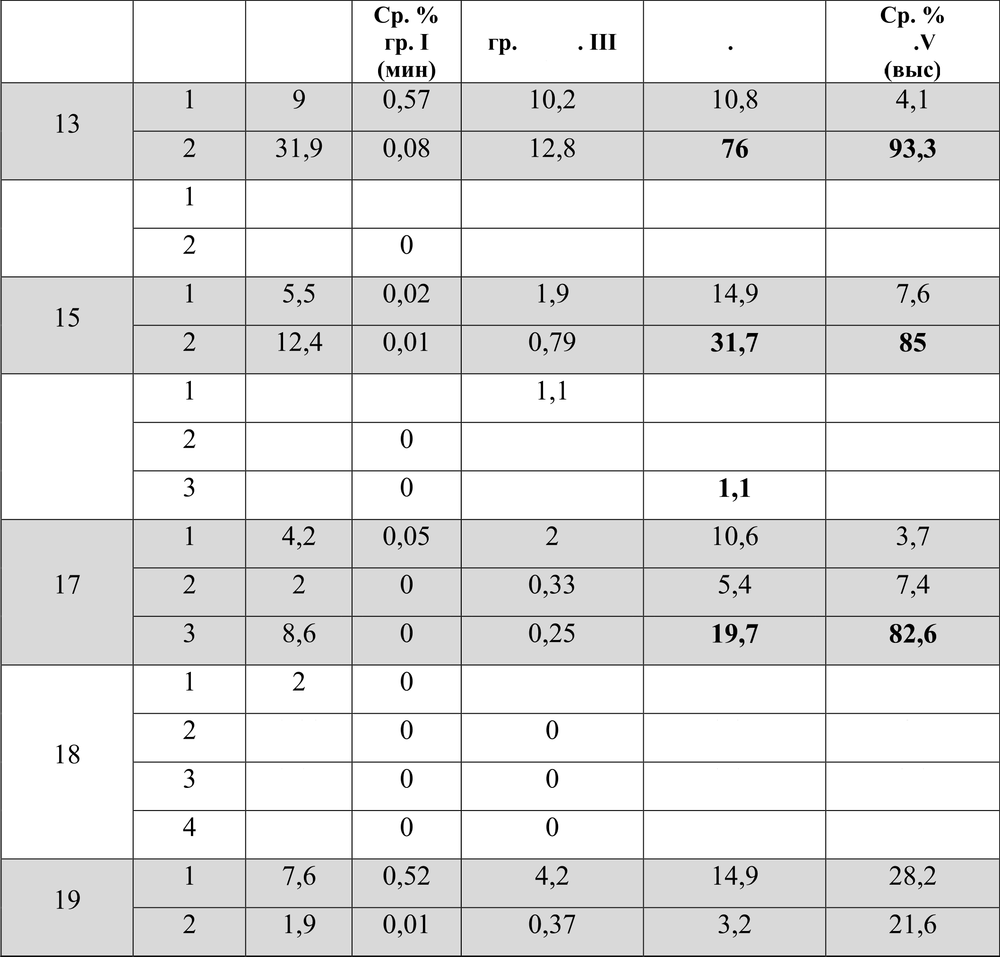 Ср. % Ср. %
гр. I гр. . III . .V
(мин) (выс)
13 1 9 0,57 10,2 10,8 4,1
2 31,9 0,08 12,8 76 93,3
1
2 0
15 1 5,5 0,02 1,9 14,9 7,6
2 12,4 0,01 0,79 31,7 85
1 1,1
2 0
3 0 1,1
17 1 4,2 0,05 2 10,6 3,7
2 2 0 0,33 5,4 7,4
3 8,6 0 0,25 19,7 82,6
18 1 2 0
2 0 0
3 0 0
4 0 0
19 1 7,6 0,52 4,2 14,9 28,2
2 1,9 0,01 0,37 3,2 21,6